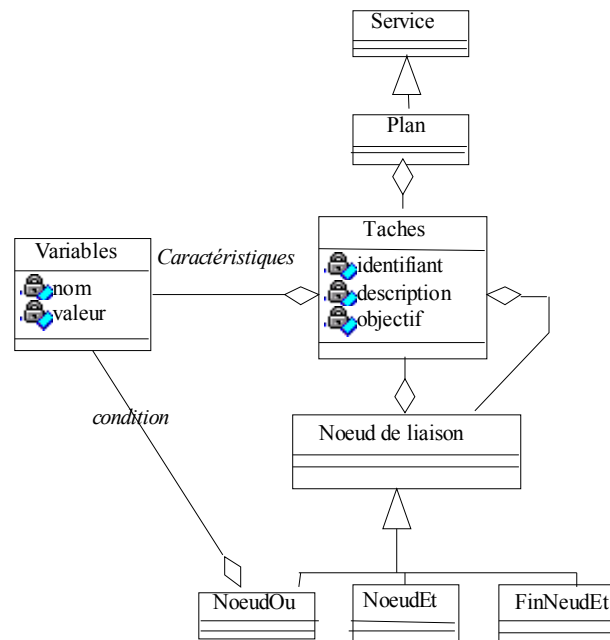 Service
Plan
Taches
identifiant
description
objectif
Variables
nom
valeur
Caractéristiques
condition
Noeud de liaison
NoeudOu
NoeudEt
FinNeudEt